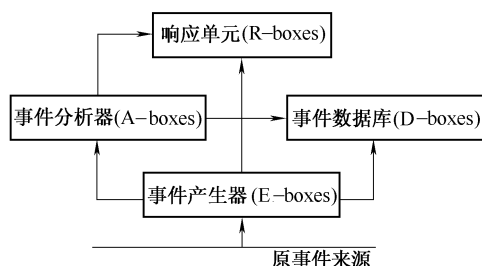 响应单元(R-boxes)
事件分析器(A-boxes)
事件数据库(D-boxes)
事件产生器(E-boxes)
原事件来源